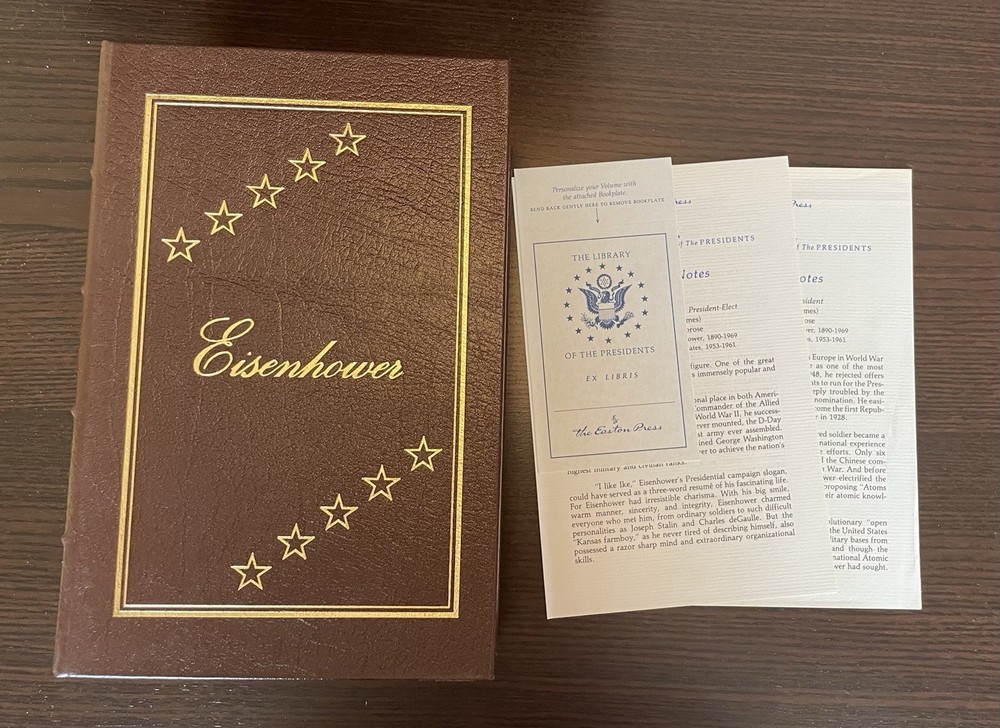 Eisenhower
Personalize your Volume with
the attached Bookplate.
BEND BACK GENTLY HERE TO REMOVE BOOKPLATE
THE LIBRARY
OF THE PRESIDENTS
EX LIBRIS
The Easton Press
highest military and civilian ranks.
"I like Ike," Eisenhower's Presidential campaign slogan,
could have served as a three-word resumé of his fascinating life.
For Eisenhower had irresistible charisma. With his big smile,
warm manner, sincerity, and integrity, Eisenhower charmed
everyone who met him, from ordinary soldiers to such difficult
personalities as Joseph Stalin and Charles deGaulle. But the
"Kansas farmboy," as he never tired of describing himself, also
possessed a razor sharp mind and extraordinary organizational
skills.
ress
f The PRESIDENTS
Notes
President-Elect
mes)
rose
ower, 1890-1969
ates, 1953-1961
figure. One of the great
s immensely popular and
onal place in both Ameri-
Commander of the Allied
World War II, he success-
ver mounted, the D-Day
st army ever assembled.
ined George Washington
er to achieve the nation's
Press
f The PRESIDENTS
otes
sident
mes)
ose
er, 1890-1969
s, 1953-1961
Europe in World War
r as one of the most
48, he rejected offers
ts to run for the Pres-
eply troubled by the
nomination. He easi-
come the first Repub-
r in 1928.
ed soldier became a
national experience
efforts. Only six
f the Chinese com-
War. And before
wer electrified the
proposing "Atoms
eir atomic knowl-
lutionary "open
the United States
litary bases from
and though the
national Atomic
wer had sought.